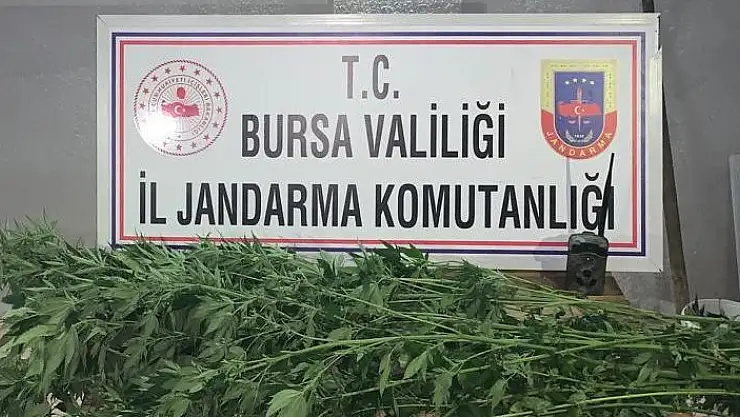 T.C.
BURSA VALİLİĞİ
İL JANDARMA KOMUTANLIĞI
JANDARMA